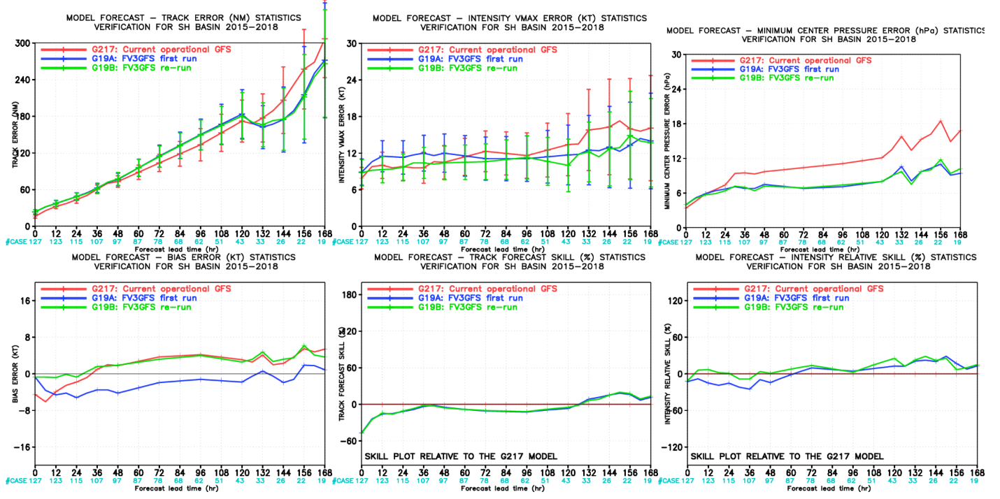 MODEL FORECAST – TRACK ERROR (NM) STATISTICS
VERIFICATION FOR SH BASIN 2015–2018
G217: Current operational GFS
G19A: FV3GFS first run
G19B: FV3GFS re–run
TRACK ERROR (NM)
300
240
180
120
60
0
0 12 24 36 48 60 72 84 96 108 120 132 144 156 168
#CASE 127 123 115 107 97 87 78 68 62 51 43 33 26 22 19
Forecast lead time (hr)
MODEL FORECAST – INTENSITY VMAX ERROR (KT) STATISTICS
VERIFICATION FOR SH BASIN 2015–2018
G217: Current operational GFS
G19A: FV3GFS first run
G19B: FV3GFS re–run
INTENSITY VMAX ERROR (KT)
30
24
18
12
6
0
0 12 24 36 48 60 72 84 96 108 120 132 144 156 168
#CASE 127 123 115 107 97 87 78 68 62 51 43 33 26 22 19
Forecast lead time (hr)
MODEL FORECAST – MINIMUM CENTER PRESSURE ERROR (hPa) STATISTICS
VERIFICATION FOR SH BASIN 2015–2018
G217: Current operational GFS
G19A: FV3GFS first run
G19B: FV3GFS re–run
MINIMUM CENTER PRESSURE ERROR (hPa)
30
24
18
12
6
0
0 12 24 36 48 60 72 84 96 108 120 132 144 156 168
#CASE 127 123 115 107 97 87 78 68 62 51 43 33 26 22 19
Forecast lead time (hr)
MODEL FORECAST – BIAS ERROR (KT) STATISTICS
VERIFICATION FOR SH BASIN 2015–2018
G217: Current operational GFS
G19A: FV3GFS first run
G19B: FV3GFS re–run
BIAS ERROR (KT)
16
8
0
–8
–16
0 12 24 36 48 60 72 84 96 108 120 132 144 156 168
#CASE 127 123 115 107 97 87 78 68 62 51 43 33 26 22 19
Forecast lead time (hr)
MODEL FORECAST – TRACK FORECAST SKILL (%) STATISTICS
VERIFICATION FOR SH BASIN 2015–2018
G217: Current operational GFS
G19A: FV3GFS first run
G19B: FV3GFS re–run
TRACK FORECAST SKILL (%)
180
120
60
0
–60
SKILL PLOT RELATIVE TO THE G217 MODEL
0 12 24 36 48 60 72 84 96 108 120 132 144 156 168
#CASE 127 123 115 107 97 87 78 68 62 51 43 33 26 22 19
Forecast lead time (hr)
MODEL FORECAST – INTENSITY RELATIVE SKILL (%) STATISTICS
VERIFICATION FOR SH BASIN 2015–2018
G217: Current operational GFS
G19A: FV3GFS first run
G19B: FV3GFS re–run
INTENSITY RELATIVE SKILL (%)
120
60
0
–60
–120
SKILL PLOT RELATIVE TO THE G217 MODEL
0 12 24 36 48 60 72 84 96 108 120 132 144 156 168
#CASE 127 123 115 107 97 87 78 68 62 51 43 33 26 22 19
Forecast lead time (hr)